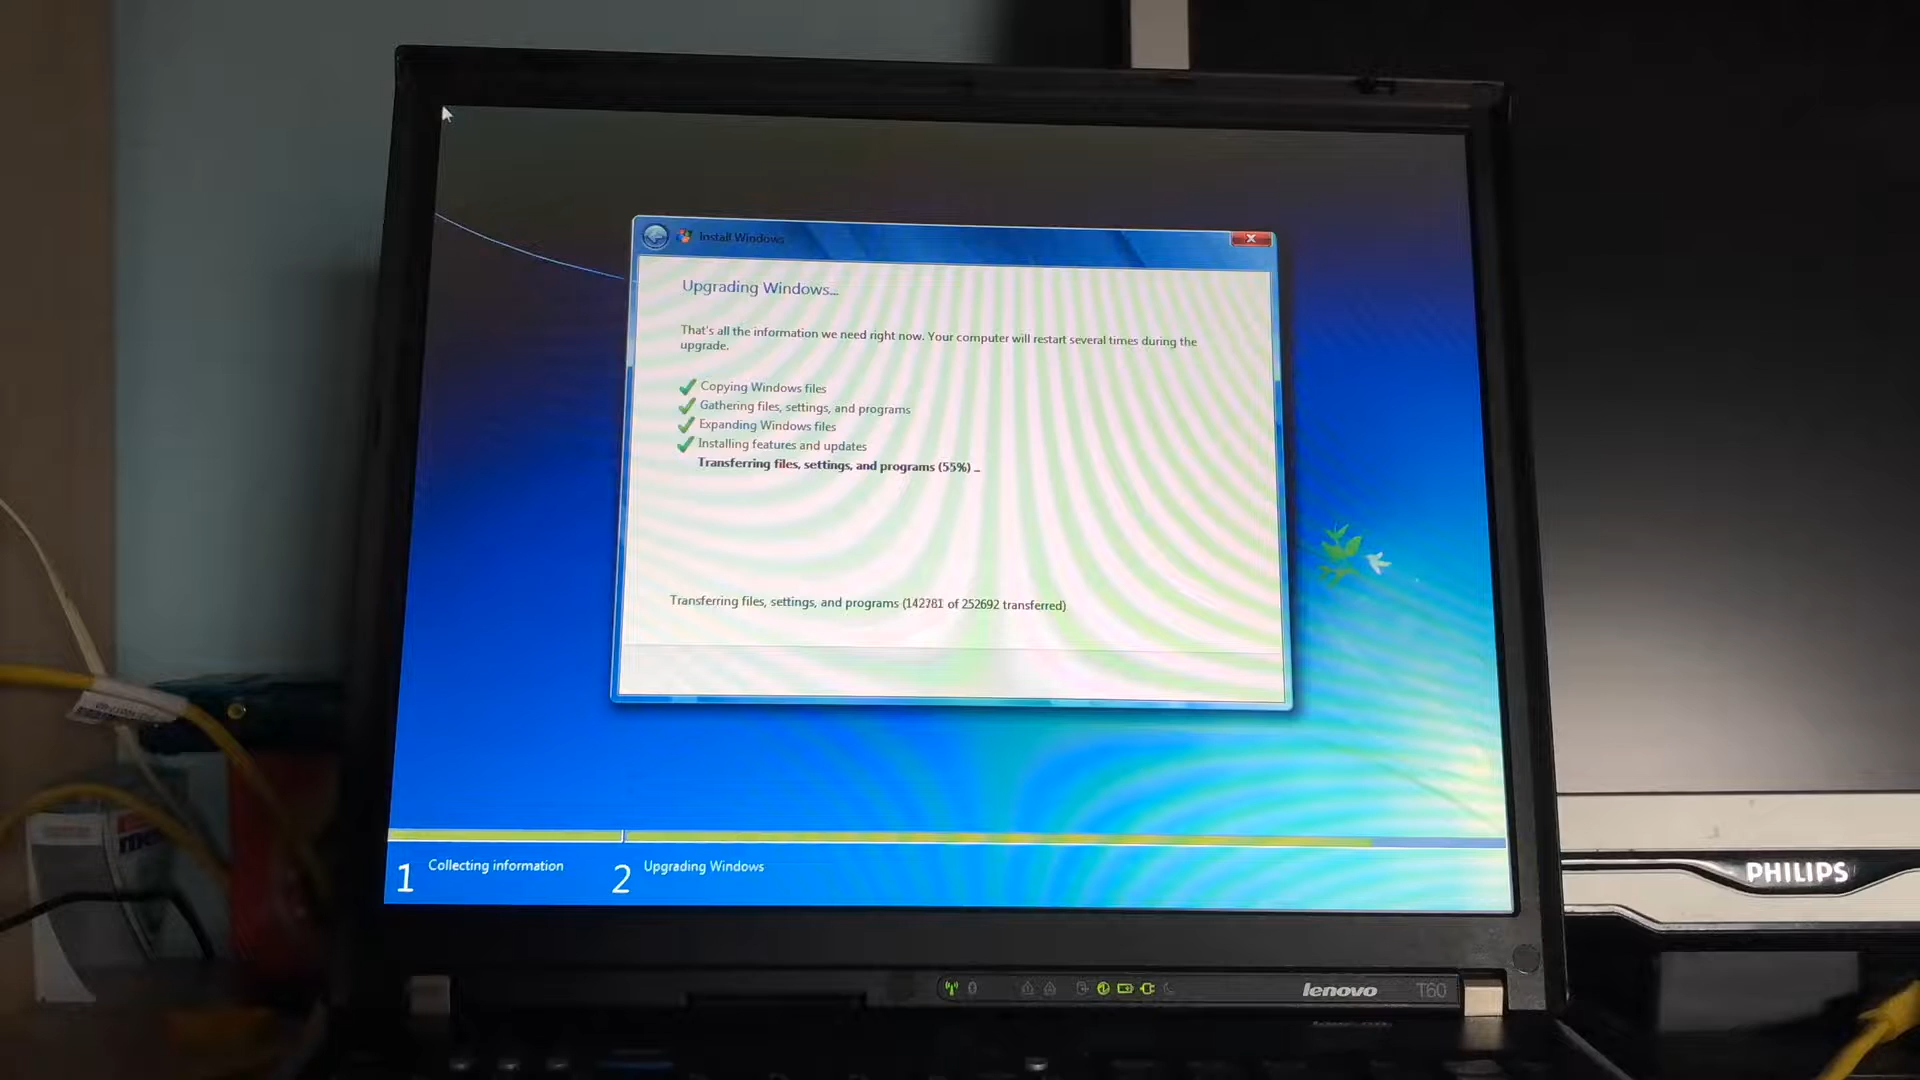 Install Windows
Upgrading Windows...
That's all the information we need right now. Your computer will restart several times during the
upgrade.
Copying Windows files
Gathering files, settings, and programs
Expanding Windows files
Installing features and updates
Transferring files, settings, and programs (55%) ...
Transferring files, settings, and programs (142781 of 252692 transferred)
1 Collecting information
2 Upgrading Windows
PHILIPS
lenovo T60